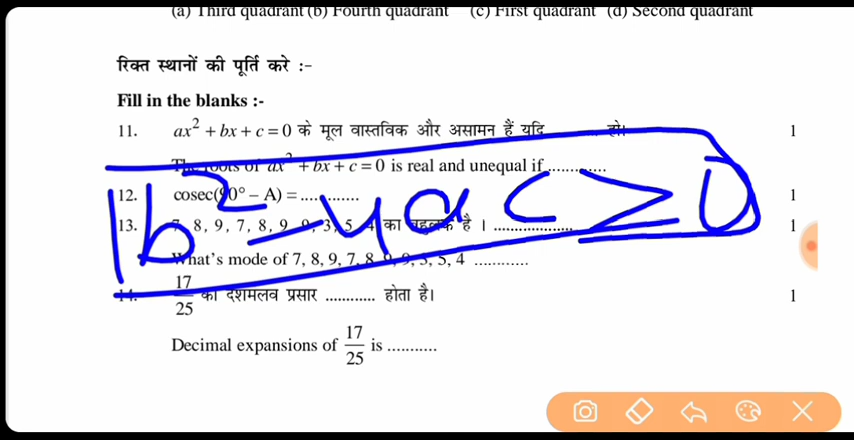 (a) Third quadrant (b) Fourth quadrant (c) First quadrant (d) Second quadrant
रिक्त स्थानों की पूर्ति करे :-
Fill in the blanks :-
11. ax² + bx + c = 0 के मूल वास्तविक और असामन हैं यदि ............ हो। 1
The roots of ax² + bx + c = 0 is real and unequal if ............
12. cosec(90° – A) = ............ 1
b² – 4ac ≥ 0
13. 7, 8, 9, 7, 8, 9, 9, 3, 5, 4 का बहुलक है । .................... 1
What's mode of 7, 8, 9, 7, 8, 9, 9, 3, 5, 4 ............
14. 17/25 का दशमलव प्रसार ............ होता है। 1
Decimal expansions of 17/25 is ...........